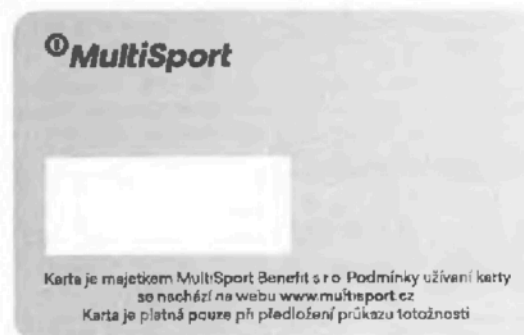 MultiSport
Karta je majetkem MultiSport Benefit s r o Podmínky užívaní karty
se nachází na webu www.multisport.cz
Karta je platná pouze při předložení průkazu totožnosti